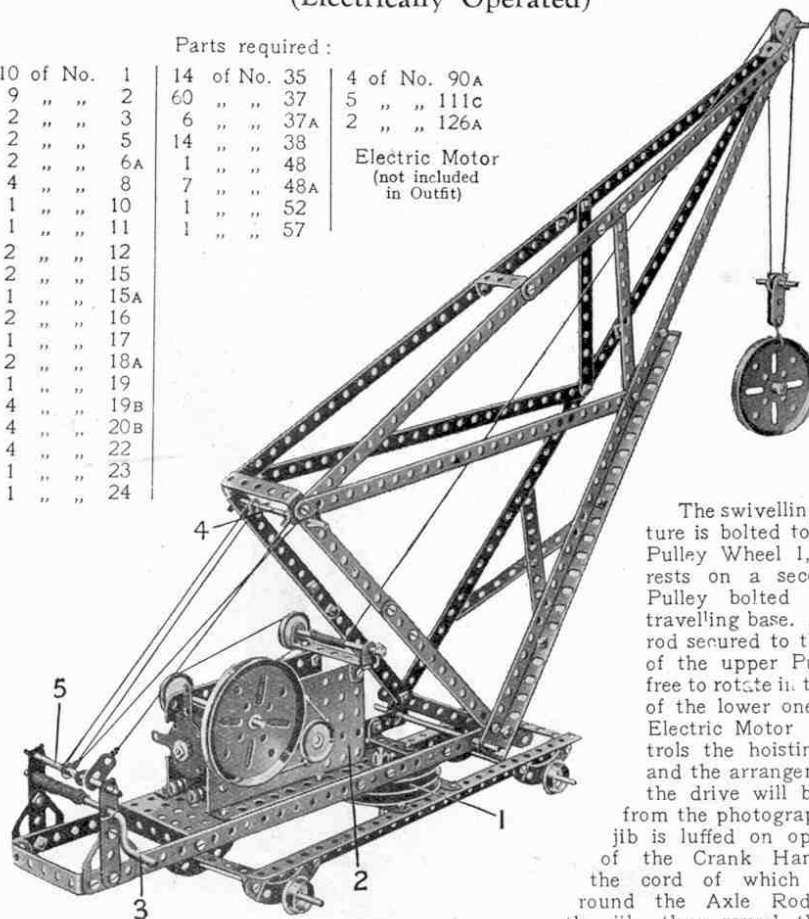 (Electrically Operated)
Parts required :
10 of No. 1
9 „ „ 2
2 „ „ 3
2 „ „ 5
2 „ „ 6A
4 „ „ 8
1 „ „ 10
1 „ „ 11
2 „ „ 12
2 „ „ 15
1 „ „ 15A
2 „ „ 16
1 „ „ 17
2 „ „ 18A
1 „ „ 19
4 „ „ 19B
4 „ „ 20B
4 „ „ 22
1 „ „ 23
1 „ „ 24
14 of No. 35
60 „ „ 37
6 „ „ 37A
14 „ „ 38
1 „ „ 48
7 „ „ 48A
1 „ „ 52
1 „ „ 57
4 of No. 90A
5 „ „ 111C
2 „ „ 126A
Electric Motor
(not included
in Outfit)
4
5
3
2
1
The swivellin
ture is bolted to
Pulley Wheel 1,
rests on a sec
Pulley bolted
travelling base.
rod secured to t
of the upper Pu
free to rotate in t
of the lower one
Electric Motor
trols the hoistin
and the arrange
the drive will b
from the photograp
jib is luffed on op
of the Crank Han
the cord of which
round the Axle Rod